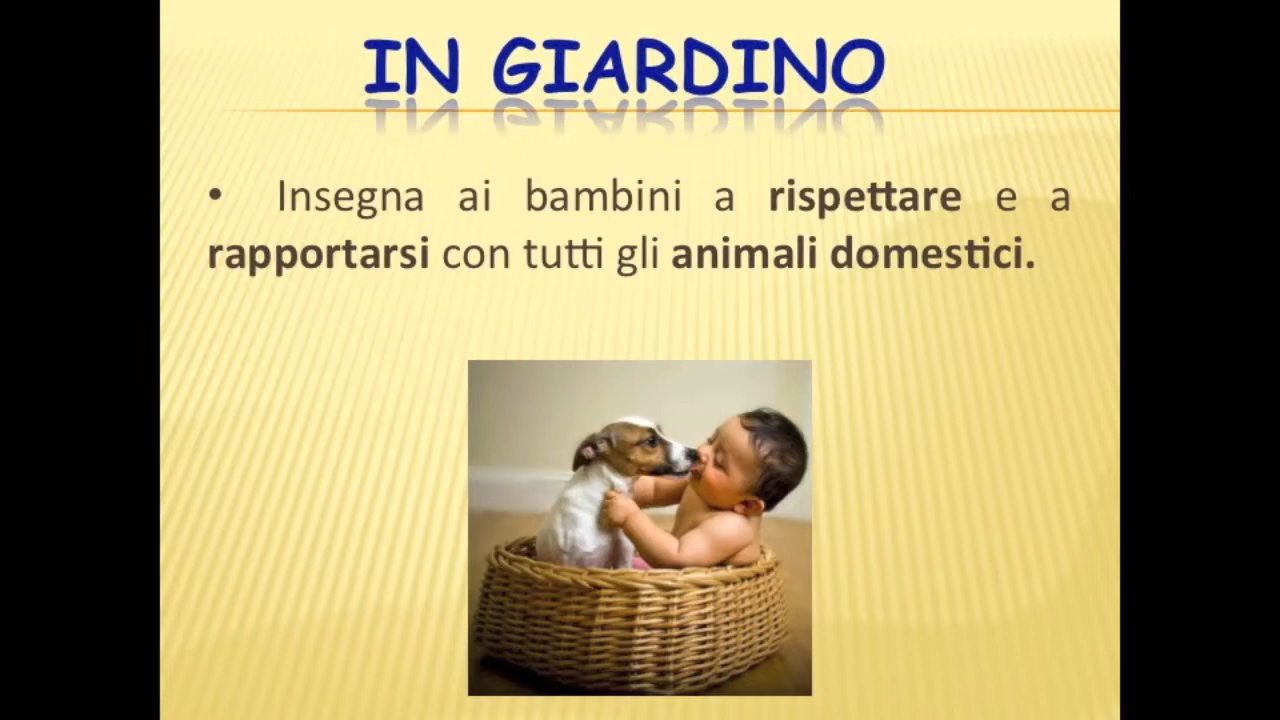 IN GIARDINO
• Insegna ai bambini a rispettare e a
rapportarsi con tutti gli animali domestici.